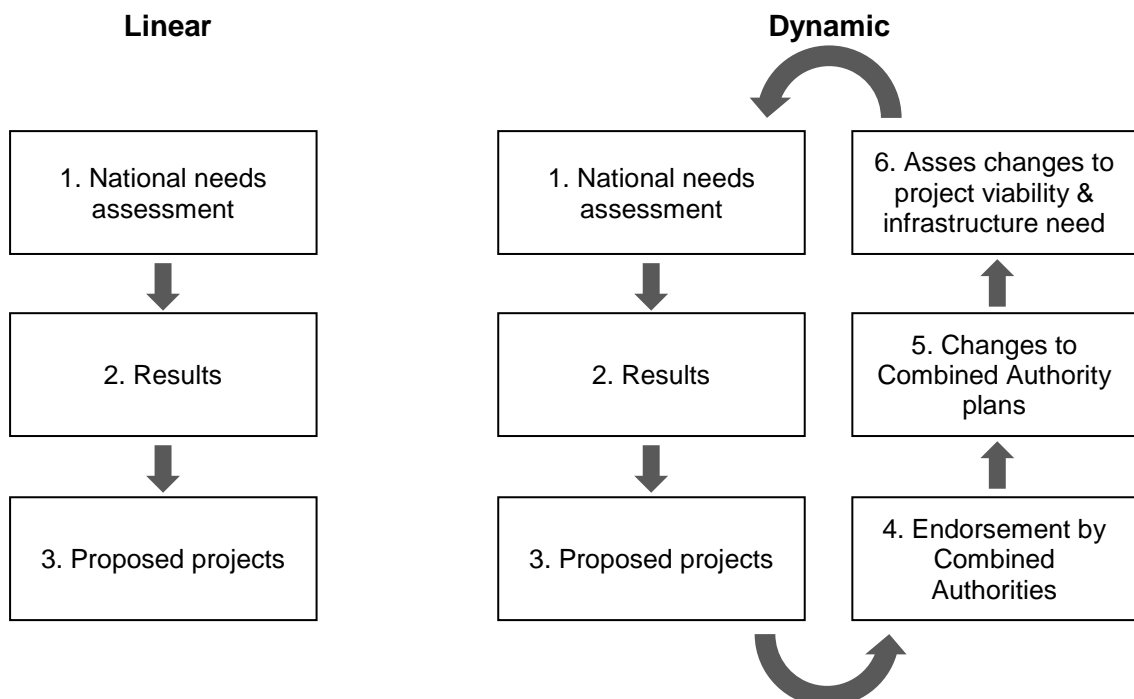 Linear
1. National needs
assessment
2. Results
3. Proposed projects
Dynamic
1. National needs
assessment
2. Results
3. Proposed projects
4. Endorsement by
Combined
Authorities
5. Changes to
Combined Authority
plans
6. Asses changes to
project viability &
infrastructure need